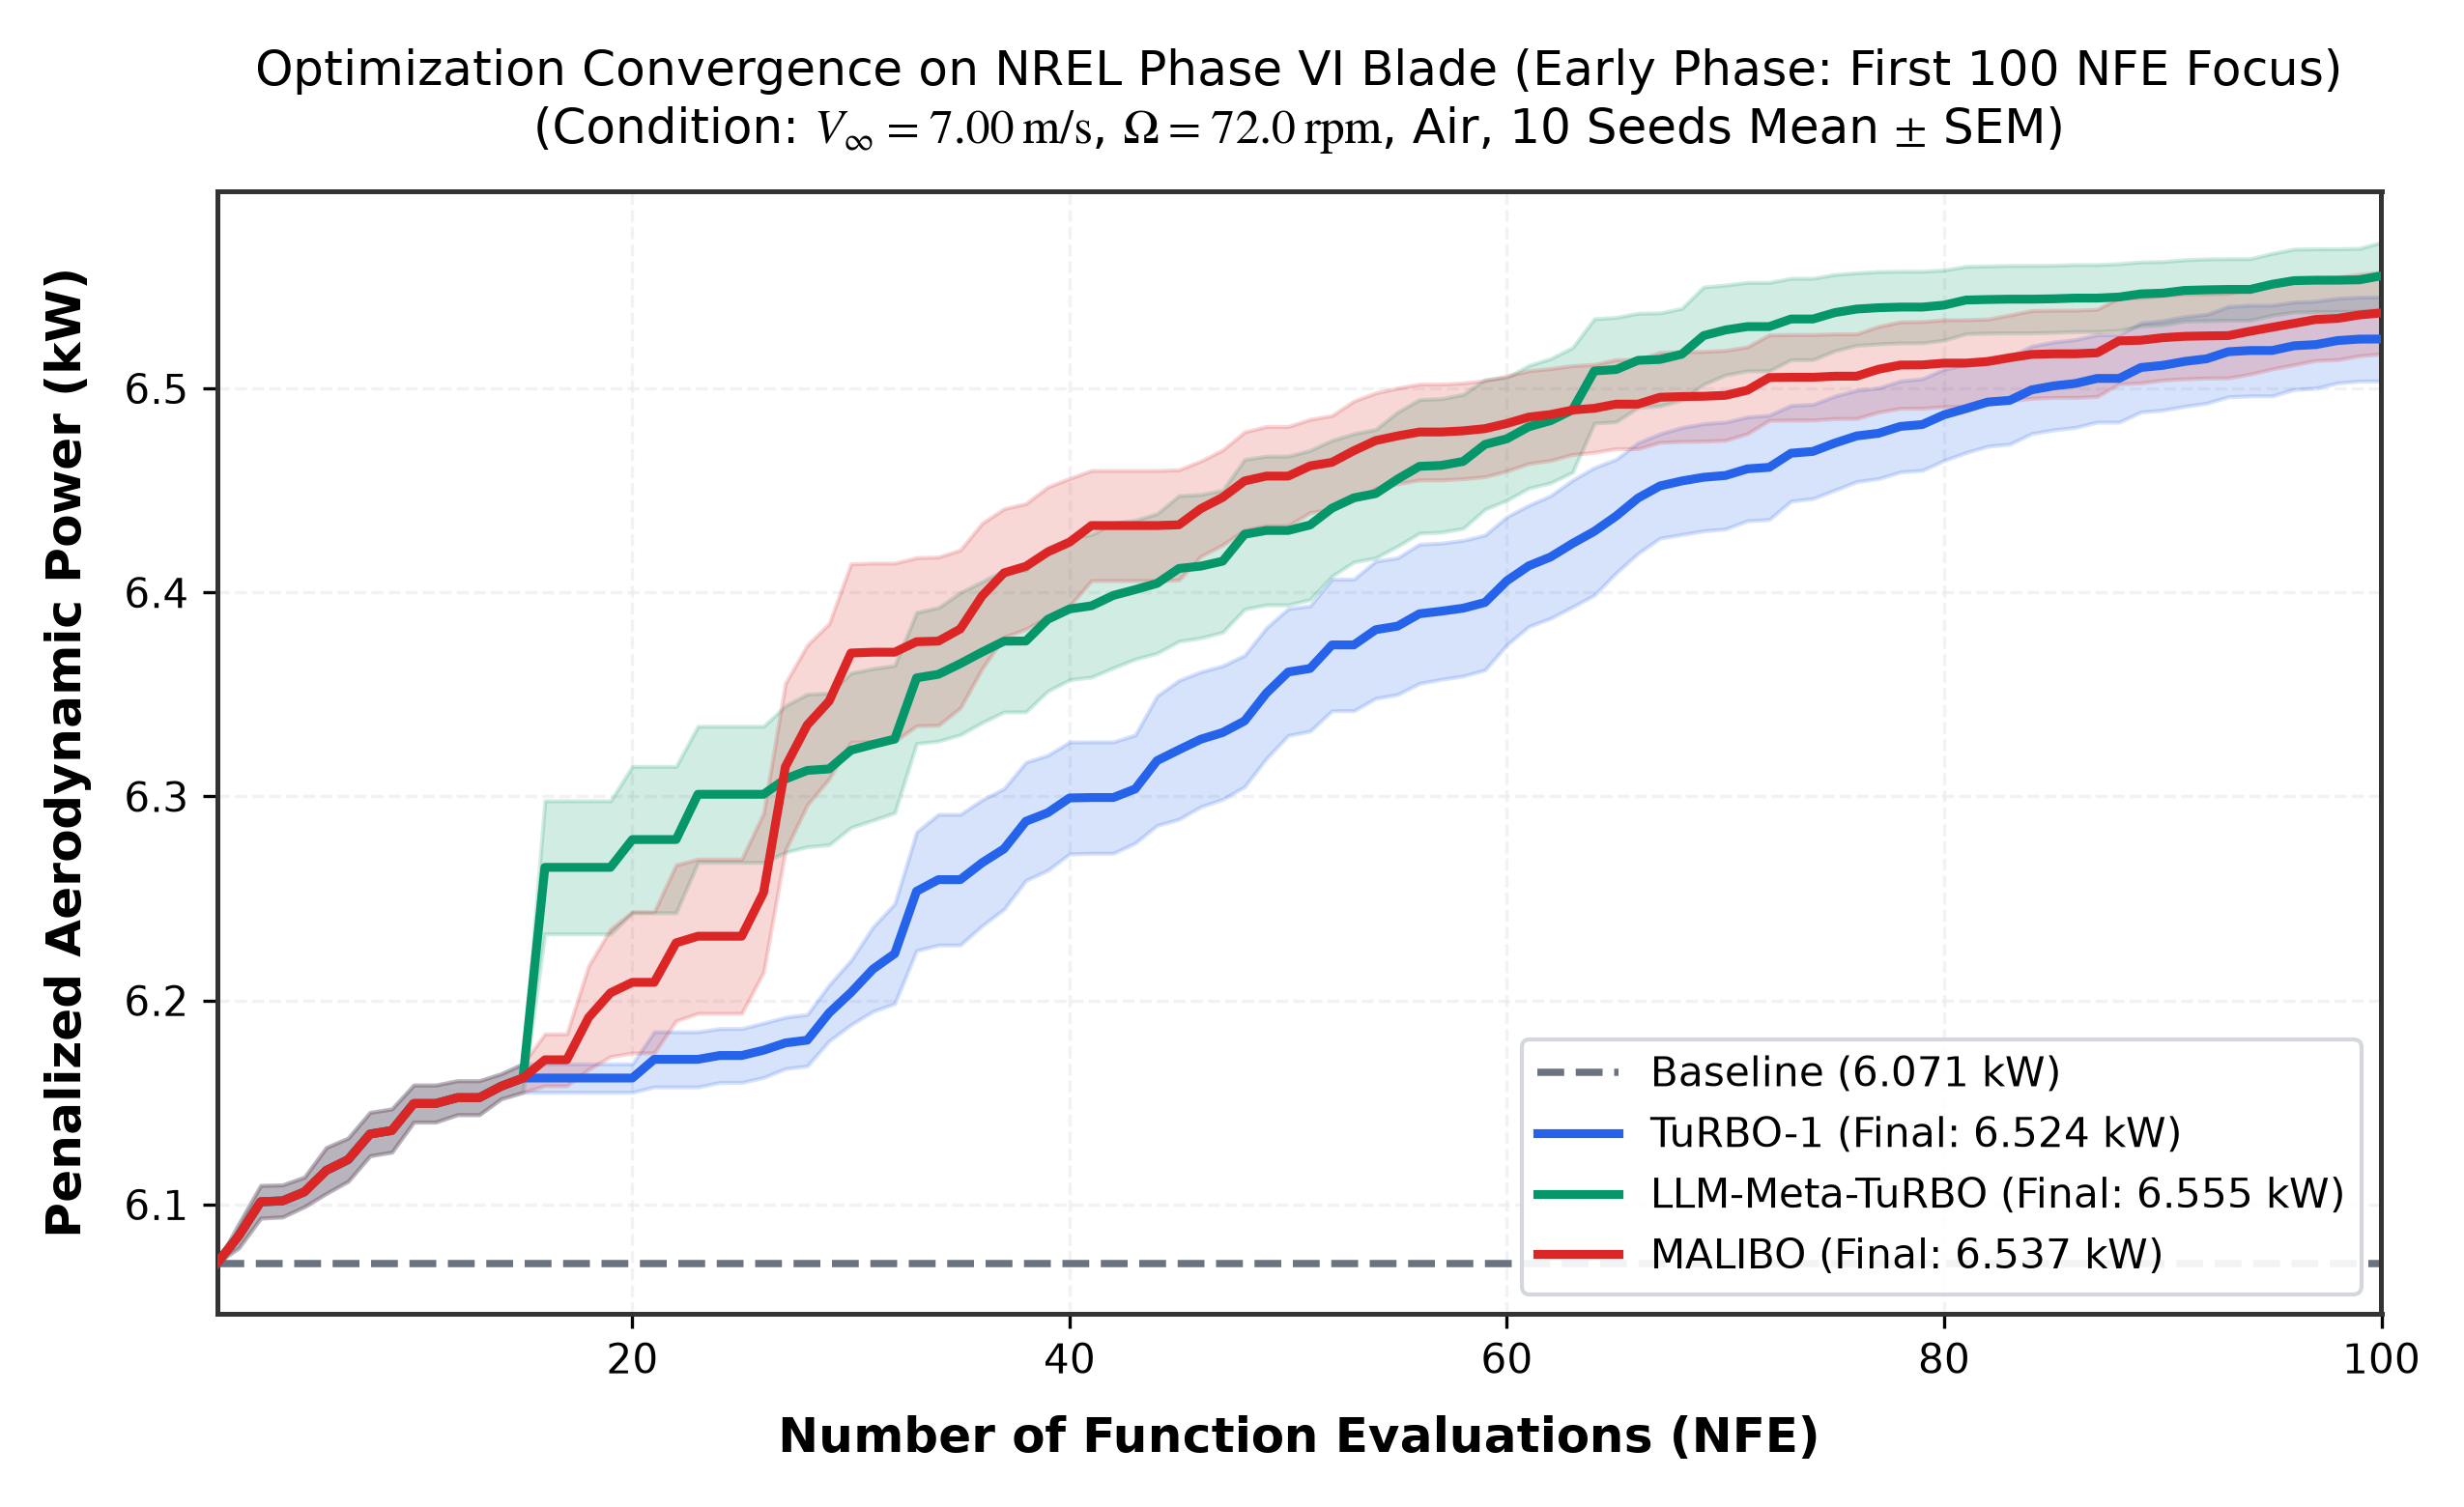 Optimization Convergence on NREL Phase VI Blade (Early Phase: First 100 NFE Focus)
(Condition: V∞ = 7.00 m/s, Ω = 72.0 rpm, Air, 10 Seeds Mean ± SEM)
Penalized Aerodynamic Power (kW)
6.5
6.4
6.3
6.2
6.1
Baseline (6.071 kW)
TuRBO-1 (Final: 6.524 kW)
LLM-Meta-TuRBO (Final: 6.555 kW)
MALIBO (Final: 6.537 kW)
20
40
60
80
100
Number of Function Evaluations (NFE)